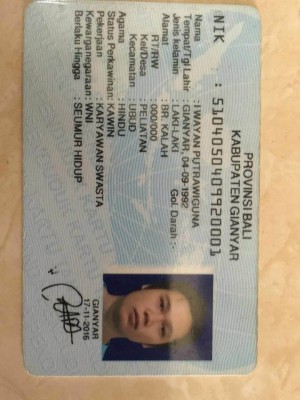 PROVINSI BALI
KABUPATEN GIANYAR
NIK : 5104050409920001
Nama : I WAYAN PUTRAWIGUNA
Tempat/Tgl Lahir : GIANYAR, 04-09-1992
Jenis kelamin : LAKI-LAKI Gol. Darah : -
Alamat : BR. KALAH
RT/RW : 000/000
Kel/Desa : PELIATAN
Kecamatan : UBUD
Agama : HINDU
Status Perkawinan: KAWIN
Pekerjaan : KARYAWAN SWASTA
Kewarganegaraan: WNI
Berlaku Hingga : SEUMUR HIDUP
GIANYAR
17-11-2016